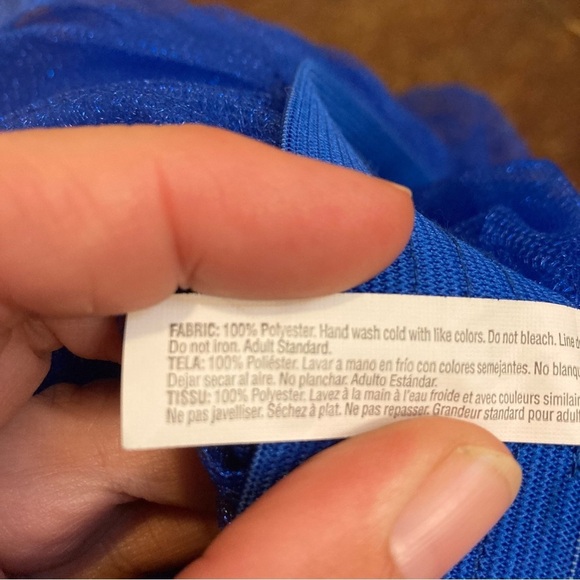 FABRIC: 100% Polyester. Hand wash cold with like colors. Do not bleach. Line
Do not iron. Adult Standard.
TELA: 100% Poliéster. Lavar a mano en frío con colores semejantes. No blanq
Dejar secar al aire. No planchar. Adulto Estándar.
TISSU: 100% Polyester. Lavez à la main à l'eau froide et avec couleurs similair
Ne pas javelliser. Séchez à plat. Ne pas repasser. Grandeur standard pour adul